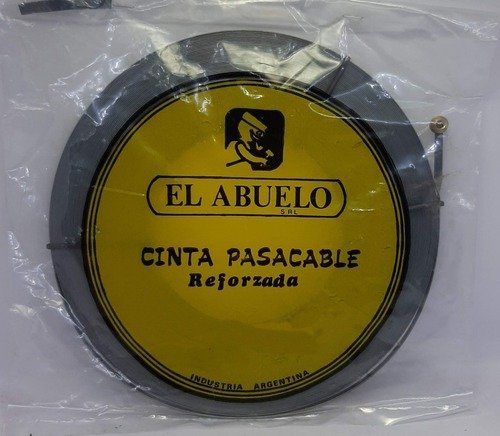 EL ABUELO
SRL
CINTA PASACABLE
Reforzada
INDUSTRIA ARGENTINA